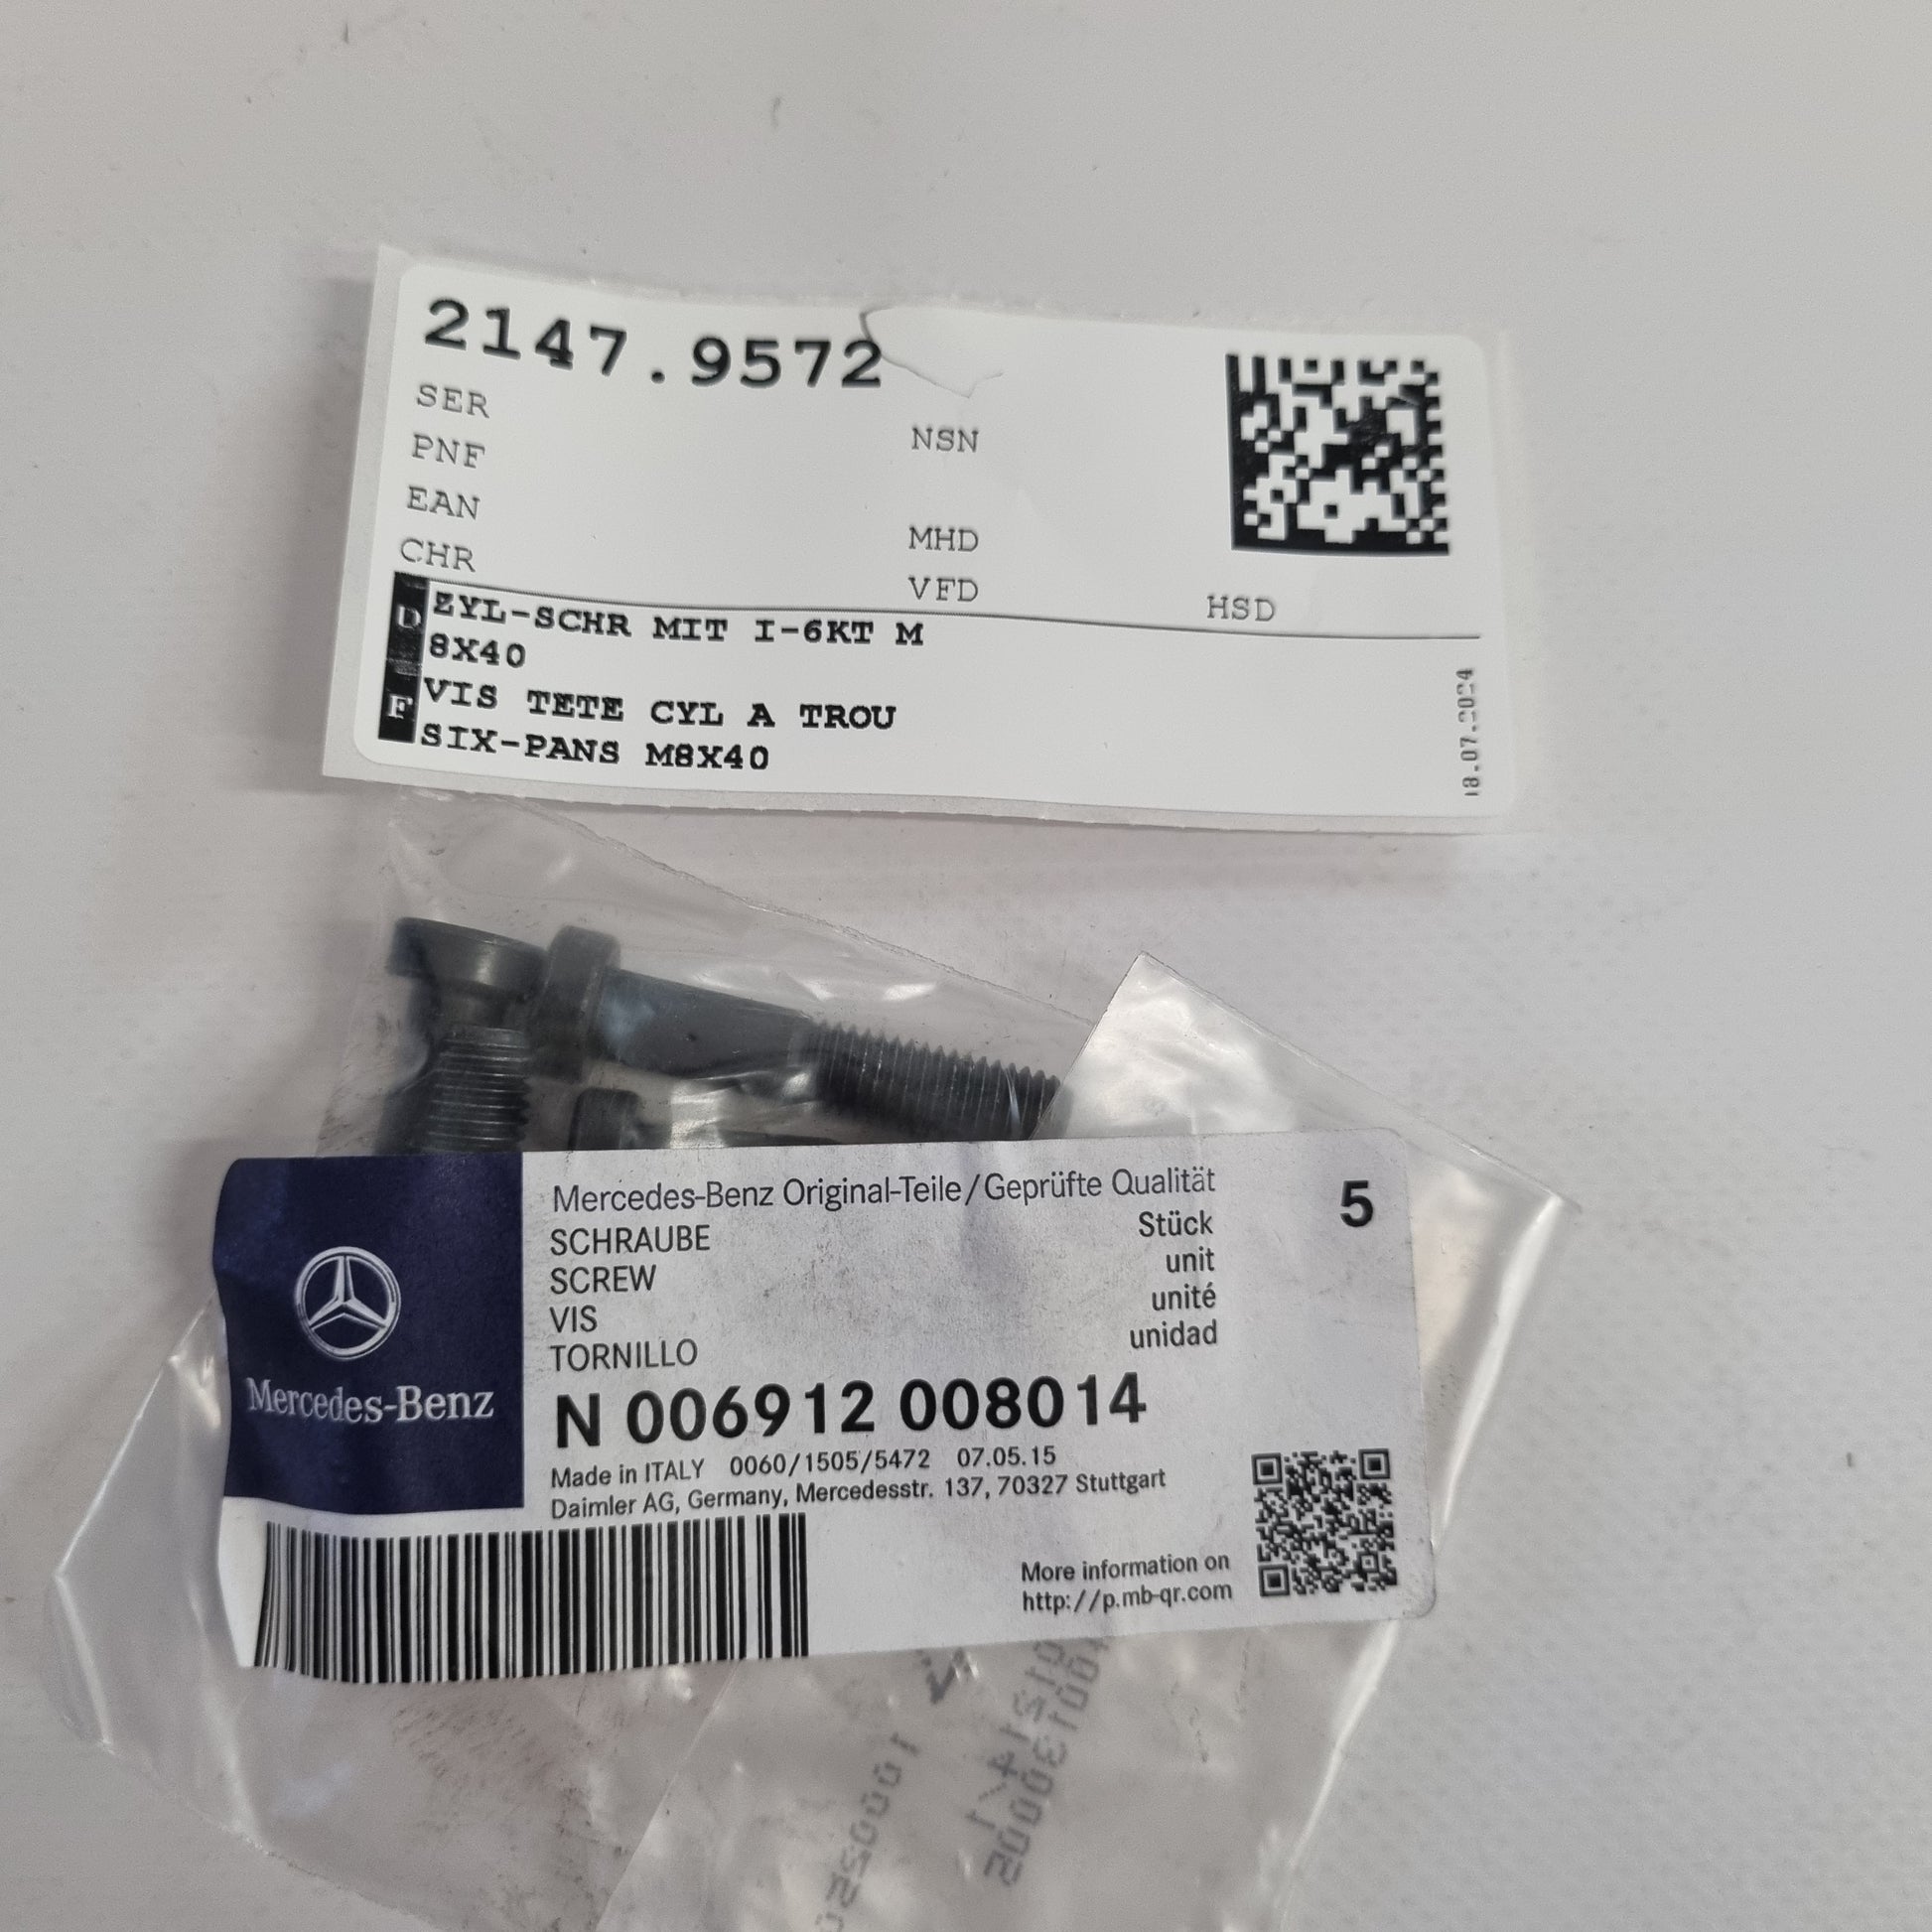 2147.9572
SER
NSN
PNF
EAN
MHD
CHR
VFD
HSD
D
ZYL-SCHR MIT I-6KT M
8X40
F
VIS TETE CYL A TROU
SIX-PANS M8X40
18.07.2024
Mercedes-Benz Original-Teile/Geprüfte Qualität
5
SCHRAUBE
Stück
SCREW
unit
VIS
unité
TORNILLO
unidad
Mercedes-Benz
N 006912 008014
Made in ITALY 0060/1505/5472 07.05.15
Daimler AG, Germany, Mercedesstr. 137, 70327 Stuttgart
More information on
http://p.mb-qr.com